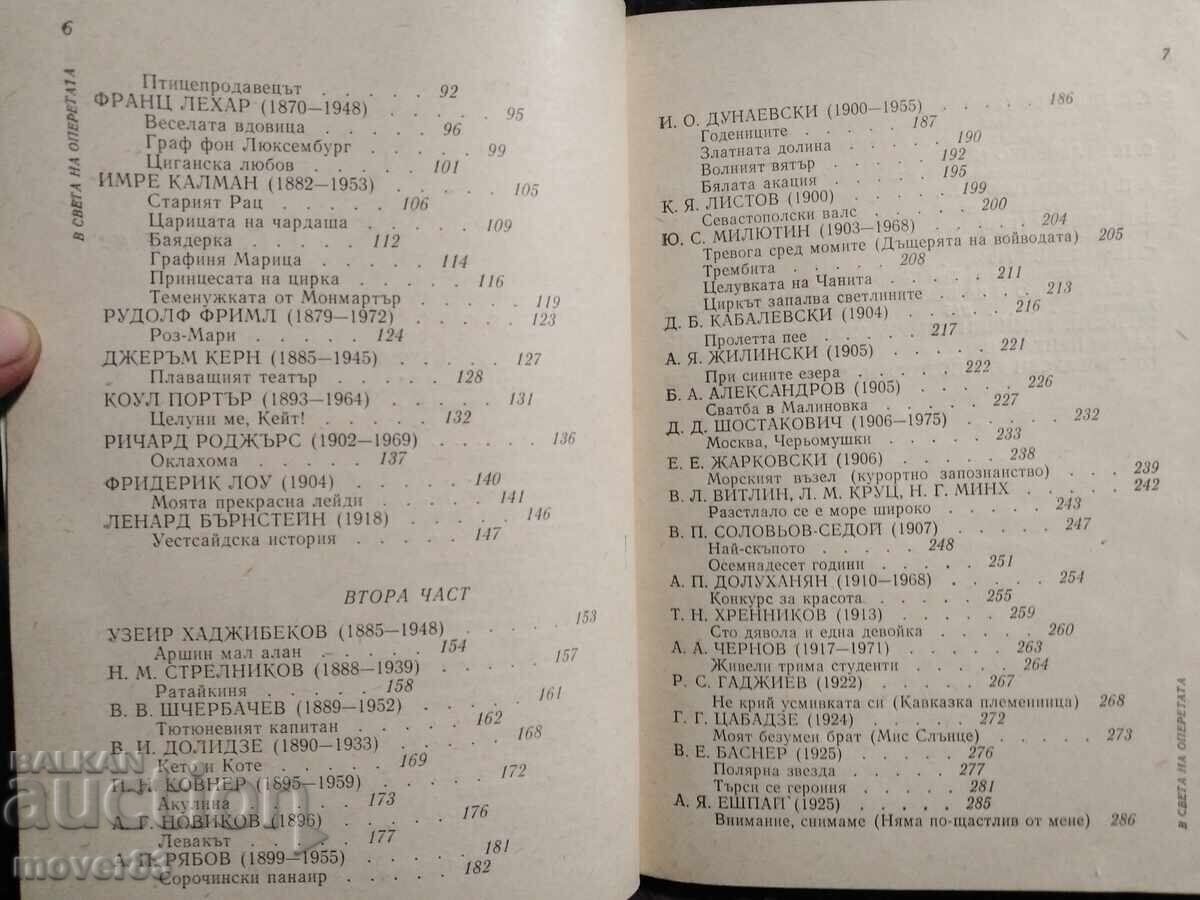 6
В СВЕТА НА ОПЕРЕТАТА
Птицепродавецът . . . . . 92
ФРАНЦ ЛЕХАР (1870—1948) . . . . . 95
Веселата вдовица . . . . . 96
Граф фон Люксембург . . . . . 99
Циганска любов . . . . . 101
ИМРЕ КАЛМАН (1882—1953) . . . . . 105
Старият Рац . . . . . 106
Царицата на чардаша . . . . . 109
Баядерка . . . . . 112
Графиня Марица . . . . . 114
Принцесата на цирка . . . . . 116
Теменужката от Монмартър . . . . . 119
РУДОЛФ ФРИМЛ (1879—1972) . . . . . 123
Роз-Мари . . . . . 124
ДЖЕРЪМ КЕРН (1885—1945) . . . . . 127
Плаващият театър . . . . . 128
КОУЛ ПОРТЪР (1893—1964) . . . . . 131
Целуни ме, Кейт! . . . . . 132
РИЧАРД РОДЖЪРС (1902—1969) . . . . . 136
Оклахома . . . . . 137
ФРИДЕРИК ЛОУ (1904) . . . . . 140
Моята прекрасна лейди . . . . . 141
ЛЕНАРД БЪРНСТЕЙН (1918) . . . . . 146
Уестсайдска история . . . . . 147
ВТОРА ЧАСТ
153
УЗЕИР ХАДЖИБЕКОВ (1885—1948) . . . . .
Аршин мал алан . . . . . 154
Н. М. СТРЕЛНИКОВ (1888—1939) . . . . . 157
Ратайкиня . . . . . 158
В. В. ШЧЕРБАЧЕВ (1889—1952) . . . . . 161
Тютюневият капитан . . . . . 162
В. И. ДОЛИДЗЕ (1890—1933) . . . . . 168
Кето и Коте . . . . . 169
И. Н. КОВНЕР (1895—1959) . . . . . 172
Акулина . . . . . 173
А. Г. НОВИКОВ (1896) . . . . . 176
Левакът . . . . . 177
А. П. РЯБОВ (1899—1955) . . . . . 181
Сорочински панаир . . . . . 182
7
И. О. ДУНАЕВСКИ (1900—1955) . . . . . 186
Годениците . . . . . 187
Златната долина . . . . . 190
Волният вятър . . . . . 192
Бялата акация . . . . . 195
К. Я. ЛИСТОВ (1900) . . . . . 199
Севастополски валс . . . . . 200
Ю. С. МИЛЮТИН (1903—1968) . . . . . 204
Тревога сред момите (Дъщерята на войводата) 205
Трембита . . . . . 208
Целувката на Чанита . . . . . 211
Циркът запалва светлините . . . . . 213
Д. Б. КАБАЛЕВСКИ (1904) . . . . . 216
Пролетта пее . . . . . 217
А. Я. ЖИЛИНСКИ (1905) . . . . . 221
При сините езера . . . . . 222
Б. А. АЛЕКСАНДРОВ (1905) . . . . . 226
Сватба в Малиновка . . . . . 227
Д. Д. ШОСТАКОВИЧ (1906—1975) . . . . . 232
Москва, Черьомушки . . . . . 233
Е. Е. ЖАРКОВСКИ (1906) . . . . . 238
Морският възел (курортно запознанство) . . . 239
В. Л. ВИТЛИН, Л. М. КРУЦ, Н. Г. МИНХ . . . . . 242
Разстлало се е море широко . . . . . 243
В. П. СОЛОВЬОВ-СЕДОЙ (1907) . . . . . 247
Най-скъпото . . . . . 248
Осемнадесет години . . . . . 251
А. П. ДОЛУХАНЯН (1910—1968) . . . . . 254
Конкурс за красота . . . . . 255
Т. Н. ХРЕННИКОВ (1913) . . . . . 259
Сто дявола и една девойка . . . . . 260
А. А. ЧЕРНОВ (1917—1971) . . . . . 263
Живели трима студенти . . . . . 264
Р. С. ГАДЖИЕВ (1922) . . . . . 267
Не крий усмивката си (Кавказка племенница) 268
Г. Г. ЦАБАДЗЕ (1924) . . . . . 272
Моят безумен брат (Мис Слънце) . . . . . 273
В. Е. БАСНЕР (1925) . . . . . 276
Полярна звезда . . . . . 277
Търси се героиня . . . . . 281
А. Я. ЕШПАЙ (1925) . . . . . 285
Внимание, снимаме (Няма по-щастлив от мене) 286
В СВЕТА НА ОПЕРЕТАТА
BALKAN
auction
mover83